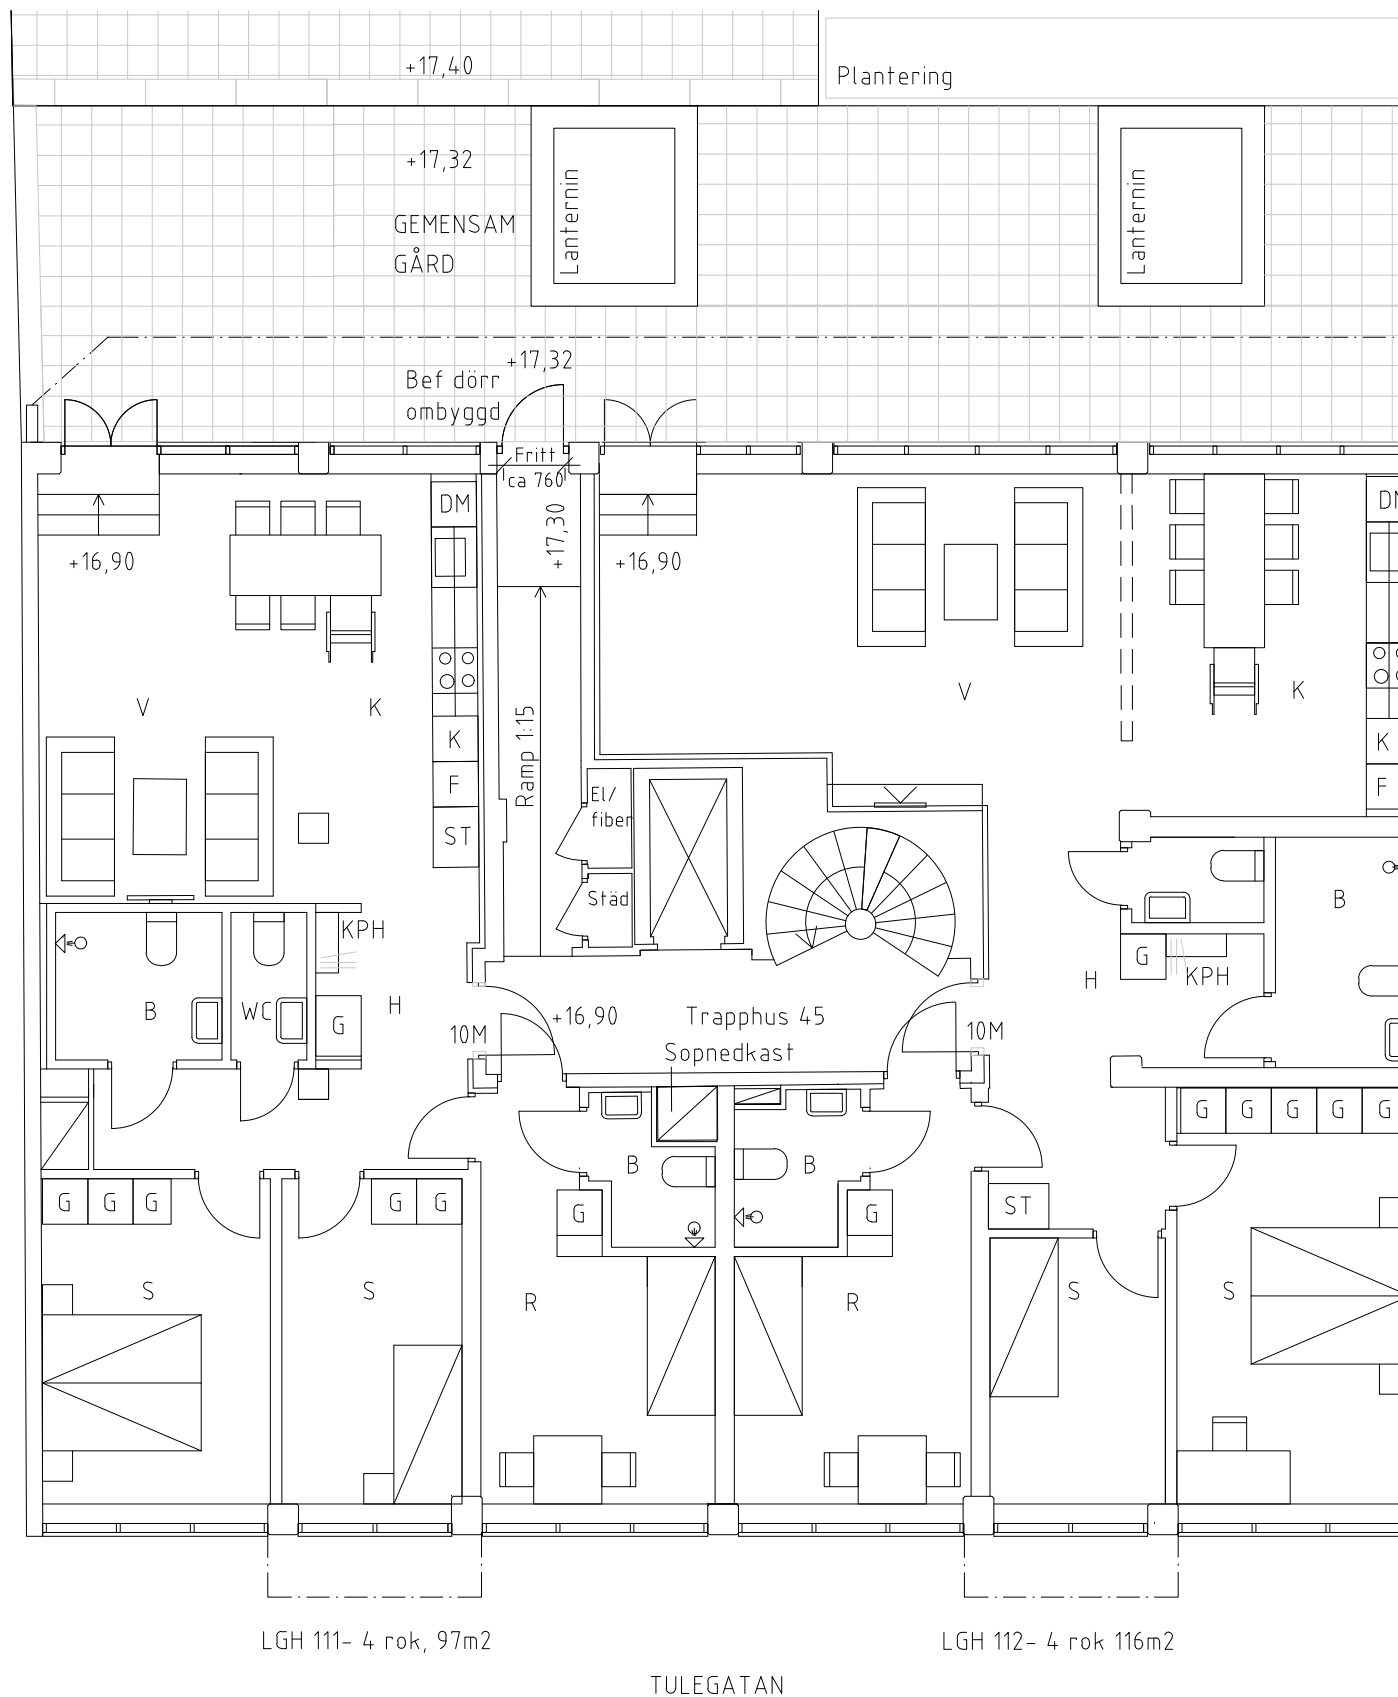 +17,40
Plantering
+17,32
GEMENSAM
GÅRD
Lanternin
Lanternin
+17,32
Bef dörr
ombyggd
Fritt
ca 760
DM
+17,30
+16,90
+16,90
Ramp 1:15
V
K
V
K
K
F
ST
K
F
El/
fiber
Städ
KPH
B
WC
G
H
10M
+16,90
Trapphus 45
Sopnedkast
10M
H
G
KPH
B
G
G
G
G
G
B
B
G
G
G
G
G
G
G
ST
S
S
R
R
S
S
LGH 111- 4 rok, 97m2
LGH 112- 4 rok 116m2
TULEGATAN